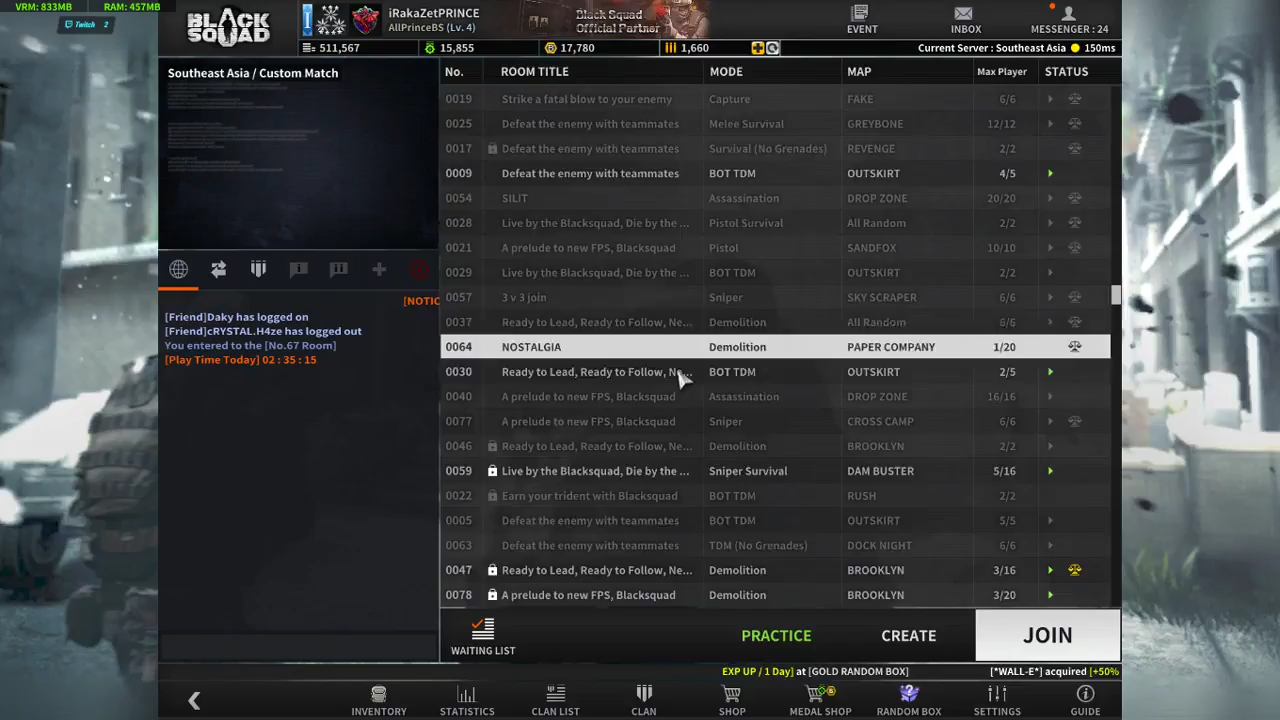 VRM: 833MB RAM: 457MB
Twitch 2
BLACK SQUAD
iRakaZetPRINCE
AllPrinceBS (Lv. 4)
Black Squad
Official Partner
EVENT INBOX MESSENGER : 24
511,567 15,855 17,780 1,660 Current Server : Southeast Asia 150ms
Southeast Asia / Custom Match
No. ROOM TITLE MODE MAP Max Player STATUS
0019 Strike a fatal blow to your enemy Capture FAKE 6/6
0025 Defeat the enemy with teammates Melee Survival GREYBONE 12/12
0017 Defeat the enemy with teammates Survival (No Grenades) REVENGE 2/2
0009 Defeat the enemy with teammates BOT TDM OUTSKIRT 4/5
0054 SILIT Assassination DROP ZONE 20/20
0028 Live by the Blacksquad, Die by the ... Pistol Survival All Random 2/2
0021 A prelude to new FPS, Blacksquad Pistol SANDFOX 10/10
0029 Live by the Blacksquad, Die by the ... BOT TDM OUTSKIRT 2/2
0057 3 v 3 join Sniper SKY SCRAPER 6/6
0037 Ready to Lead, Ready to Follow, Ne... Demolition All Random 6/6
0064 NOSTALGIA Demolition PAPER COMPANY 1/20
0030 Ready to Lead, Ready to Follow, Ne... BOT TDM OUTSKIRT 2/5
0040 A prelude to new FPS, Blacksquad Assassination DROP ZONE 16/16
0077 A prelude to new FPS, Blacksquad Sniper CROSS CAMP 6/6
0046 Ready to Lead, Ready to Follow, Ne... Demolition BROOKLYN 2/2
0059 Live by the Blacksquad, Die by the ... Sniper Survival DAM BUSTER 5/16
0022 Earn your trident with Blacksquad BOT TDM RUSH 2/2
0005 Defeat the enemy with teammates BOT TDM OUTSKIRT 5/5
0063 Defeat the enemy with teammates TDM (No Grenades) DOCK NIGHT 6/6
0047 Ready to Lead, Ready to Follow, Ne... Demolition BROOKLYN 3/16
0078 A prelude to new FPS, Blacksquad Demolition BROOKLYN 3/20
[NOTIC
[Friend]Daky has logged on
[Friend]cRYSTAL.H4ze has logged out
You entered to the [No.67 Room]
[Play Time Today] 02 : 35 : 15
WAITING LIST PRACTICE CREATE JOIN
EXP UP / 1 Day] at [GOLD RANDOM BOX] [*WALL-E*] acquired [+50%
INVENTORY STATISTICS CLAN LIST CLAN SHOP MEDAL SHOP RANDOM BOX SETTINGS GUIDE